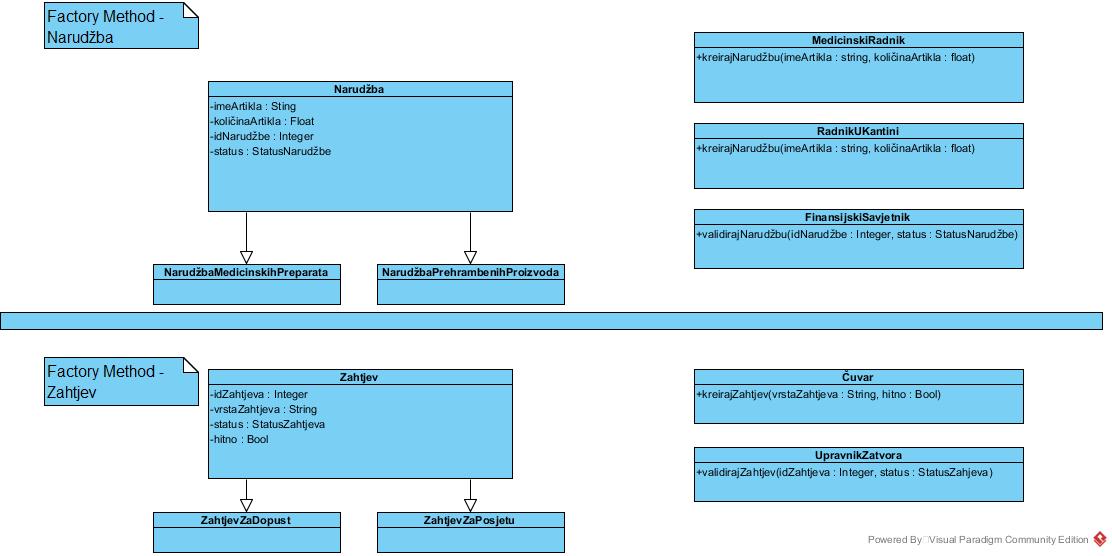 Factory Method -
Narudžba
Narudžba
-imeArtikla : Sting
-količinaArtikla : Float
-idNarudžbe : Integer
-status : StatusNarudžbe
NarudžbaMedicinskihPreparata
NarudžbaPrehrambenihProizvoda
MedicinskiRadnik
+kreirajNarudžbu(imeArtikla : string, količinaArtikla : float)
RadnikUKantini
+kreirajNarudžbu(imeArtikla : string, količinaArtikla : float)
FinansijskiSavjetnik
+validirajNarudžbu(idNarudžbe : Integer, status : StatusNarudžbe)
Factory Method -
Zahtjev
Zahtjev
-idZahtjeva : Integer
-vrstaZahtjeva : String
-status : StatusZahtjeva
-hitno : Bool
ZahtjevZaDopust
ZahtjevZaPosjetu
Čuvar
+kreirajZahtjev(vrstaZahtjeva : String, hitno : Bool)
UpravnikZatvora
+validirajZahtjev(idZahtjeva : Integer, status : StatusZahjeva)
Powered By Visual Paradigm Community Edition